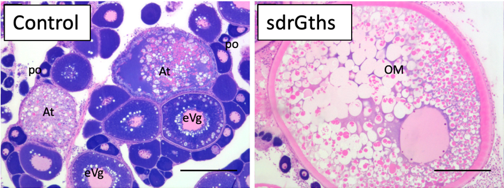 Control
sdrGths
po
po
At
At
eVg
eVg
OM